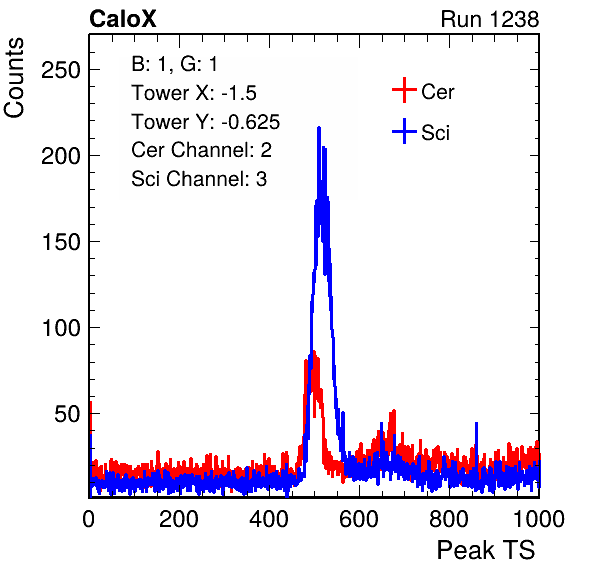 CaloX Run 1238
Counts
B: 1, G: 1
Tower X: -1.5
Tower Y: -0.625
Cer Channel: 2
Sci Channel: 3
Cer
Sci
250
200
150
100
50
0 200 400 600 800 1000
Peak TS